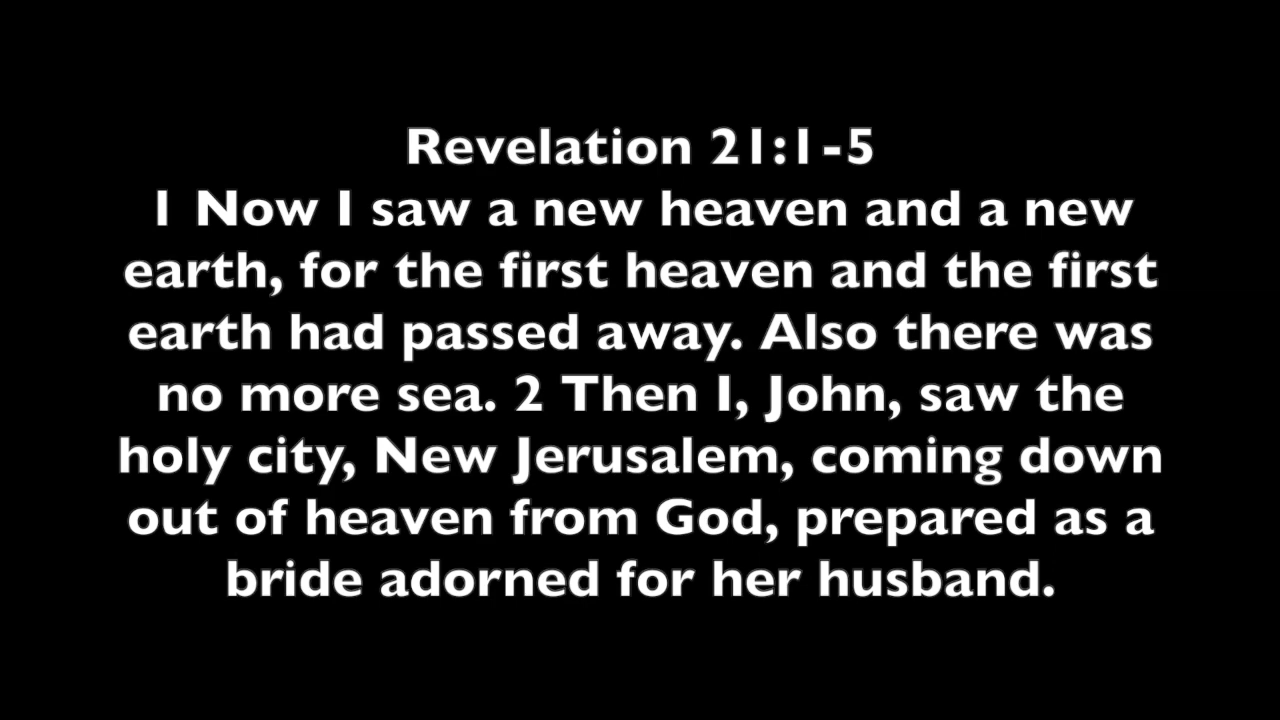 Revelation 21:1-5
1 Now I saw a new heaven and a new
earth, for the first heaven and the first
earth had passed away. Also there was
no more sea. 2 Then I, John, saw the
holy city, New Jerusalem, coming down
out of heaven from God, prepared as a
bride adorned for her husband.